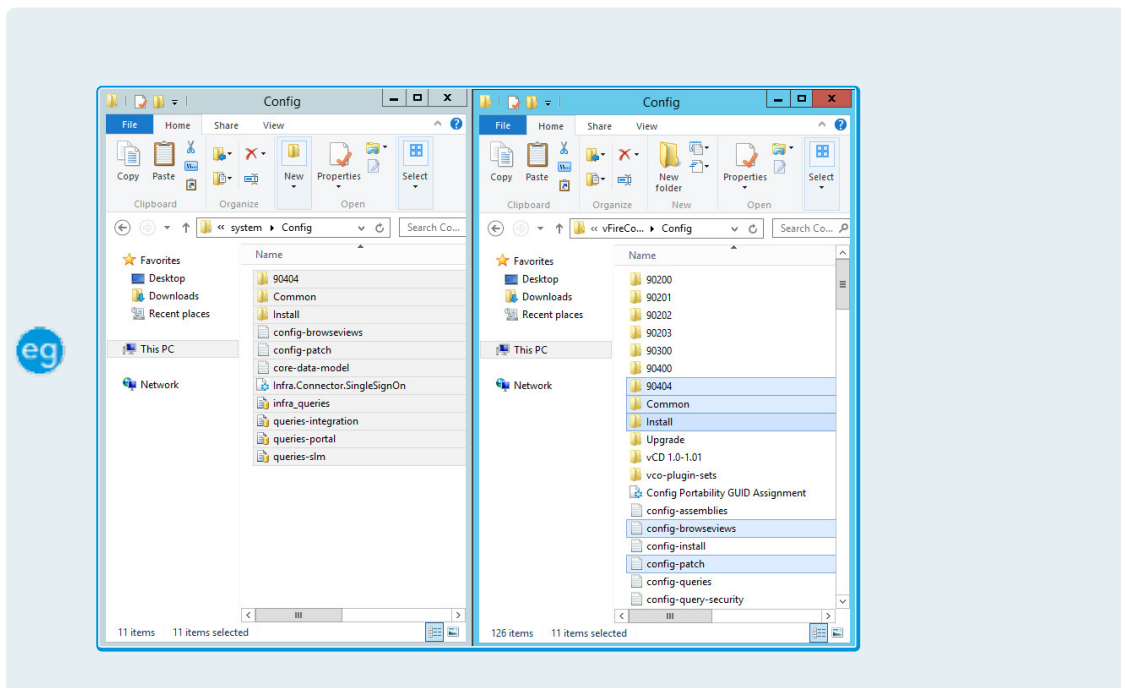 Config
File Home Share View
Copy Paste New Properties Select
Clipboard Organize Open
« system Config Search Co...
Favorites
Desktop
Downloads
Recent places
This PC
Network
Name
90404
Common
Install
config-browseviews
config-patch
core-data-model
Infra.Connector.SingleSignOn
infra_queries
queries-integration
queries-portal
queries-slm
11 items 11 items selected
Config
File Home Share View
Copy Paste New folder Properties Select
Clipboard Organize New Open
« vFireCo... Config Search Co...
Favorites
Desktop
Downloads
Recent places
This PC
Network
Name
90200
90201
90202
90203
90300
90400
90404
Common
Install
Upgrade
vCD 1.0-1.01
vco-plugin-sets
Config Portability GUID Assignment
config-assemblies
config-browseviews
config-install
config-patch
config-queries
config-query-security
126 items 11 items selected
eg